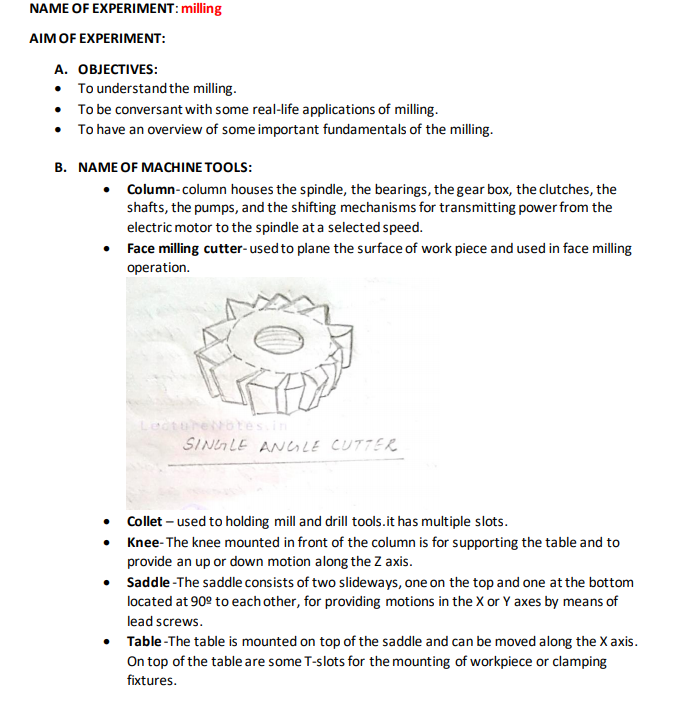 NAME OF EXPERIMENT: milling
AIM OF EXPERIMENT:
A. OBJECTIVES:
• To understand the milling.
• To be conversant with some real-life applications of milling.
• To have an overview of some important fundamentals of the milling.
B. NAME OF MACHINE TOOLS:
• Column- column houses the spindle, the bearings, the gear box, the clutches, the
shafts, the pumps, and the shifting mechanisms for transmitting power from the
electric motor to the spindle at a selected speed.
• Face milling cutter- used to plane the surface of work piece and used in face milling
operation.
LectureNotes.in
SINGLE ANGLE CUTTER
• Collet – used to holding mill and drill tools.it has multiple slots.
• Knee- The knee mounted in front of the column is for supporting the table and to
provide an up or down motion along the Z axis.
• Saddle -The saddle consists of two slideways, one on the top and one at the bottom
located at 90º to each other, for providing motions in the X or Y axes by means of
lead screws.
• Table -The table is mounted on top of the saddle and can be moved along the X axis.
On top of the table are some T-slots for the mounting of workpiece or clamping
fixtures.